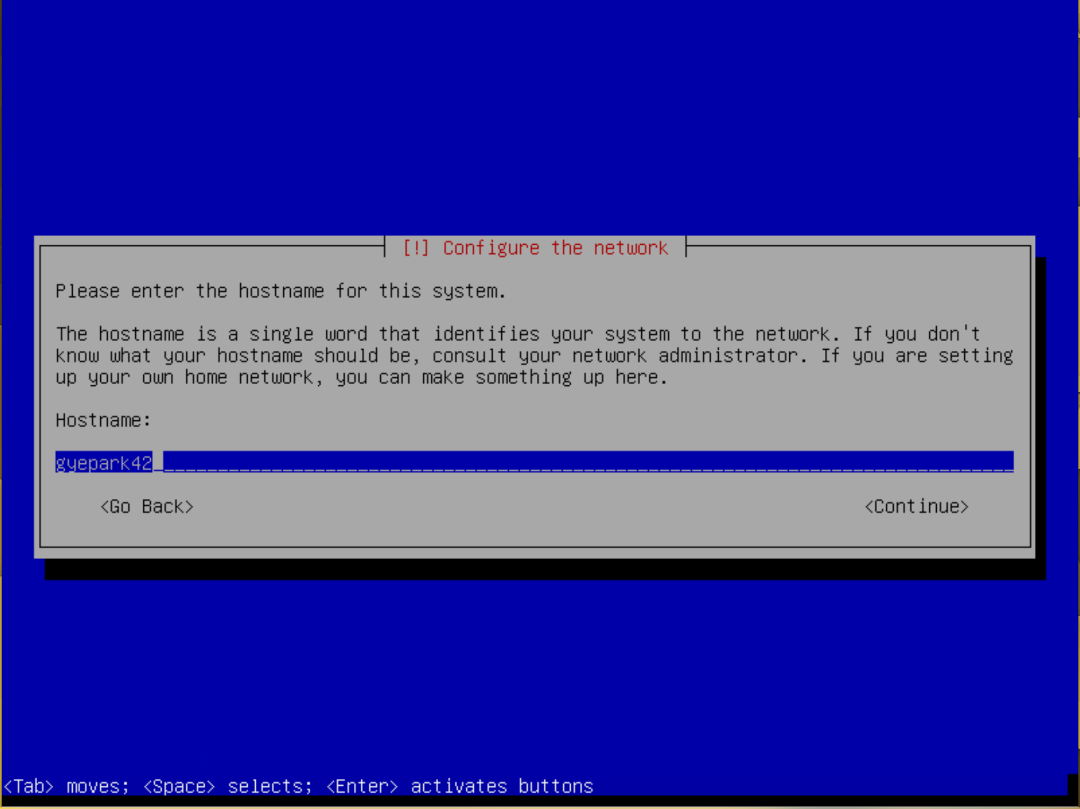 [!] Configure the network
Please enter the hostname for this system.
The hostname is a single word that identifies your system to the network. If you don't
know what your hostname should be, consult your network administrator. If you are setting
up your own home network, you can make something up here.
Hostname:
gyepark42
<Go Back> <Continue>
<Tab> moves; <Space> selects; <Enter> activates buttons